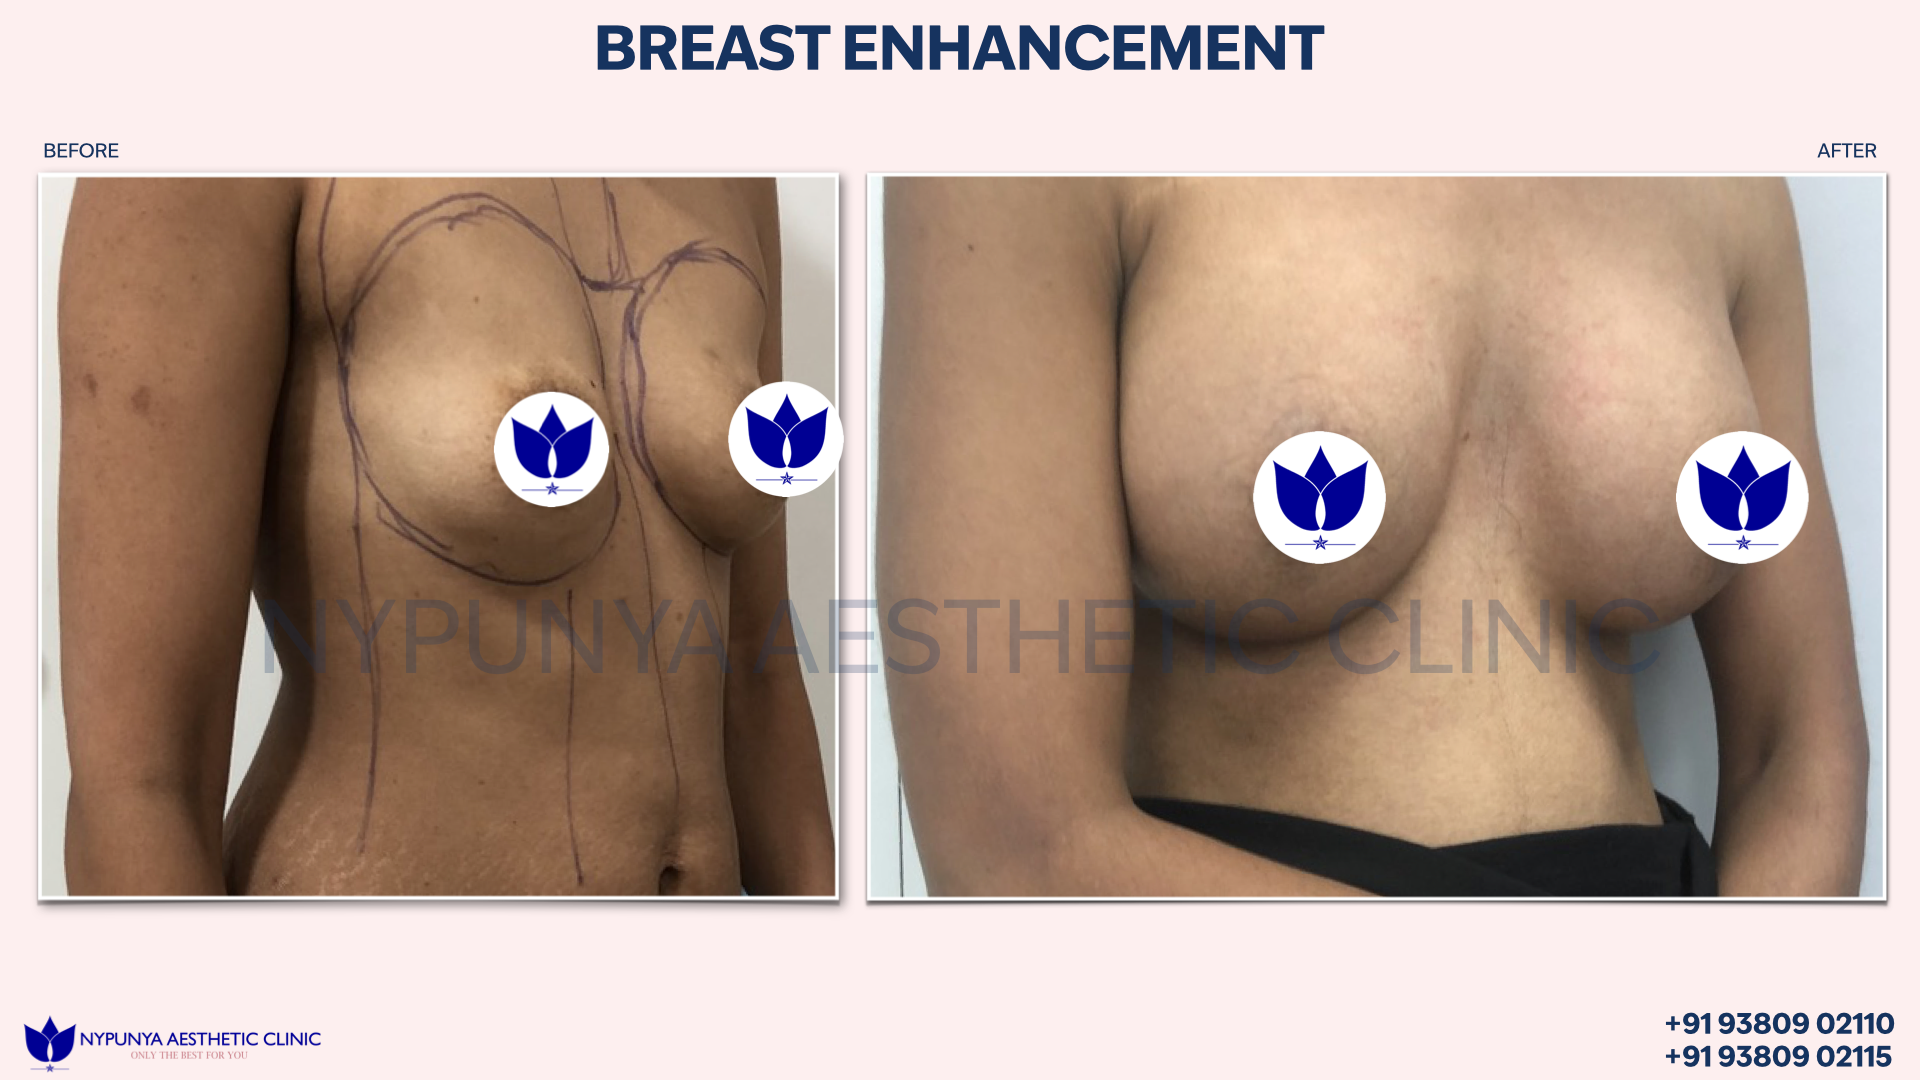 BREAST ENHANCEMENT
BEFORE
AFTER
NYPUNYA AESTHETIC CLINIC
NYPUNYA AESTHETIC CLINIC
ONLY THE BEST FOR YOU
+91 93809 02110
+91 93809 02115